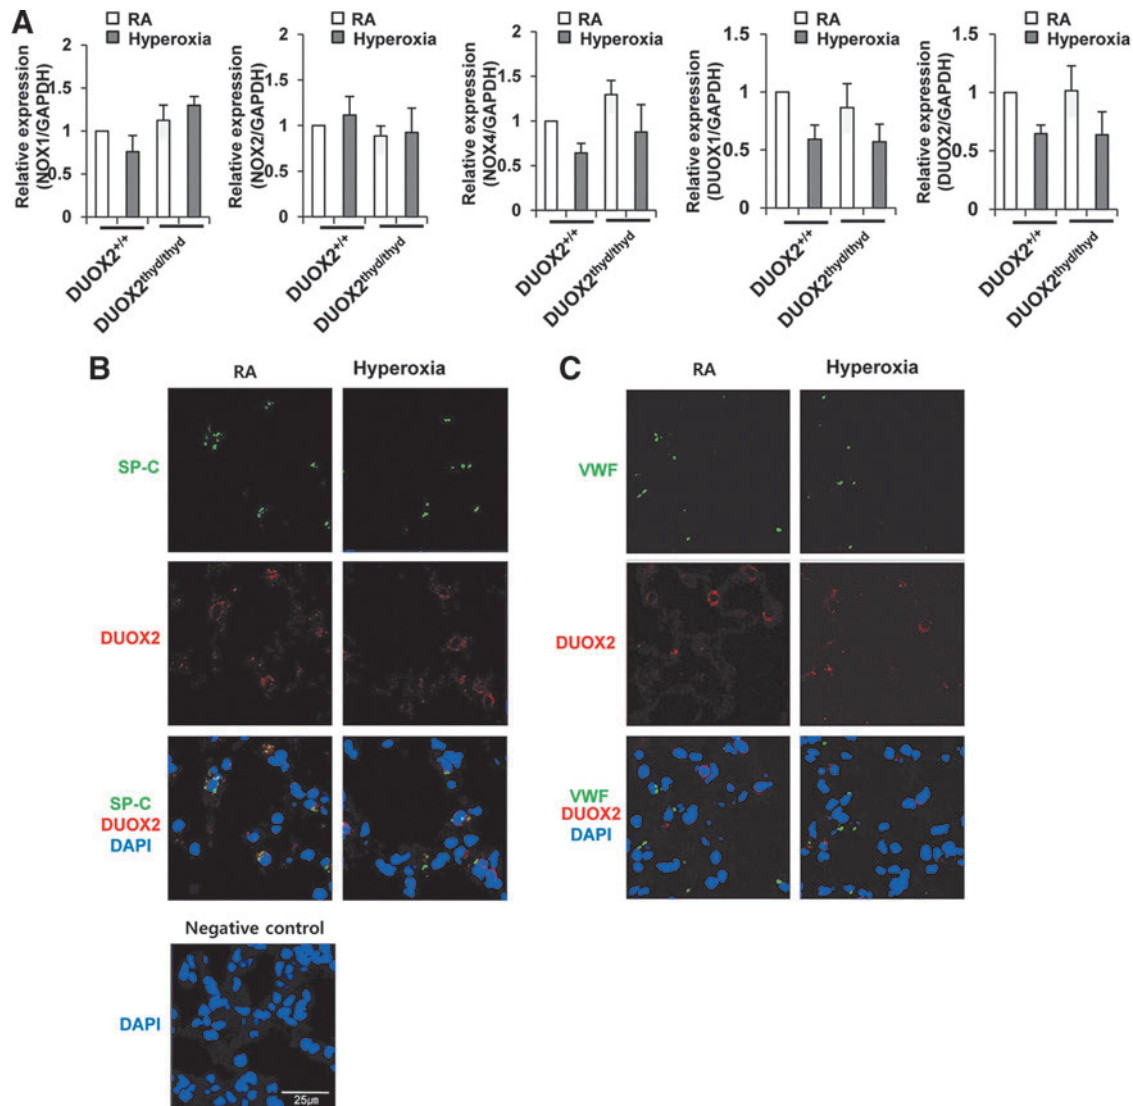 A
RA
Hyperoxia
Relative expression
(NOX1/GAPDH)
2
1.5
1
0.5
0
DUOX2+/+
DUOX2thyd/thyd
RA
Hyperoxia
Relative expression
(NOX2/GAPDH)
2
1.5
1
0.5
0
DUOX2+/+
DUOX2thyd/thyd
RA
Hyperoxia
Relative expression
(NOX4/GAPDH)
2
1.5
1
0.5
0
DUOX2+/+
DUOX2thyd/thyd
RA
Hyperoxia
Relative expression
(DUOX1/GAPDH)
1.5
1
0.5
0
DUOX2+/+
DUOX2thyd/thyd
RA
Hyperoxia
Relative expression
(DUOX2/GAPDH)
1.5
1
0.5
0
DUOX2+/+
DUOX2thyd/thyd
B
RA
Hyperoxia
SP-C
DUOX2
SP-C
DUOX2
DAPI
Negative control
DAPI
25µm
C
RA
Hyperoxia
VWF
DUOX2
VWF
DUOX2
DAPI